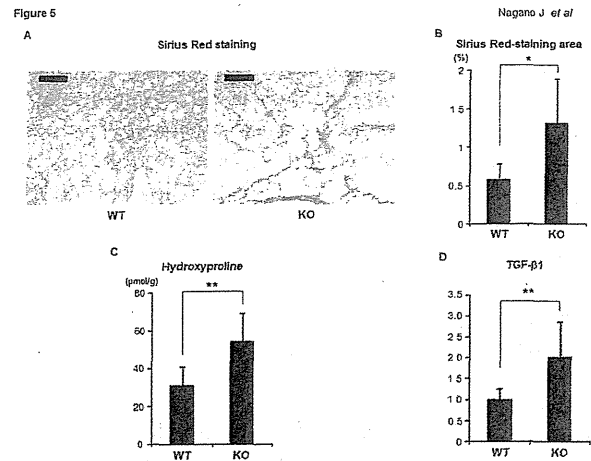 Figure 5
Nagano J et al
A
Sirius Red staining
WT
KO
B
Sirius Red-staining area
(%)
*
2
1.5
1
0.5
0
WT
KO
C
Hydroxyproline
(pmol/g)
**
80
60
40
20
0
WT
KO
D
TGF-β1
**
3.5
3.0
2.5
2.0
1.5
1.0
0.5
0
WT
KO